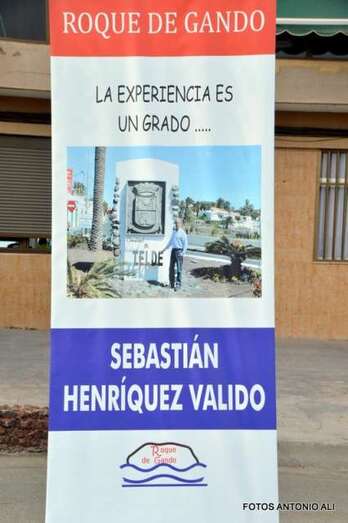 ROQUE DE GANDO
LA EXPERIENCIA ES
UN GRADO .....
TELDE
SEBASTIÁN
HENRÍQUEZ VALIDO
Roque
de Gando
FOTOS ANTONIO ALI